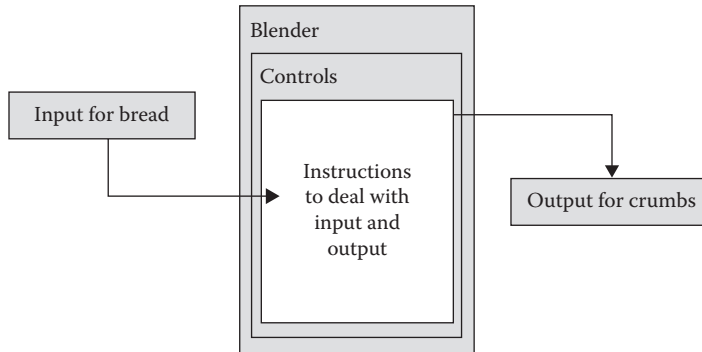 Blender
Controls
Input for bread
Instructions
to deal with
input and
output
Output for crumbs